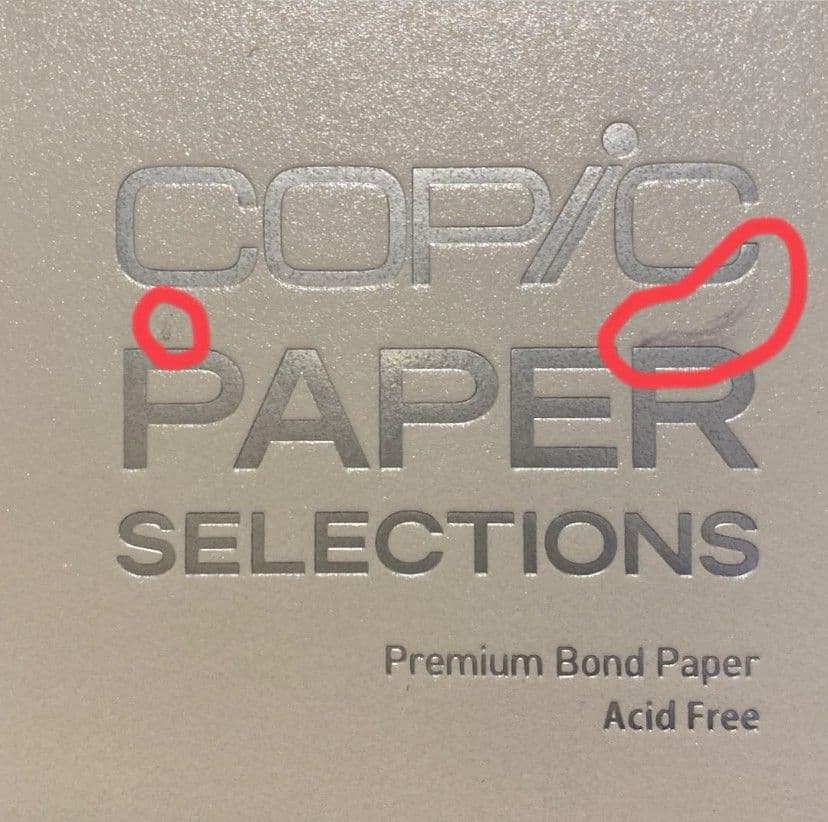 COPIC
PAPER
SELECTIONS
Premium Bond Paper
Acid Free